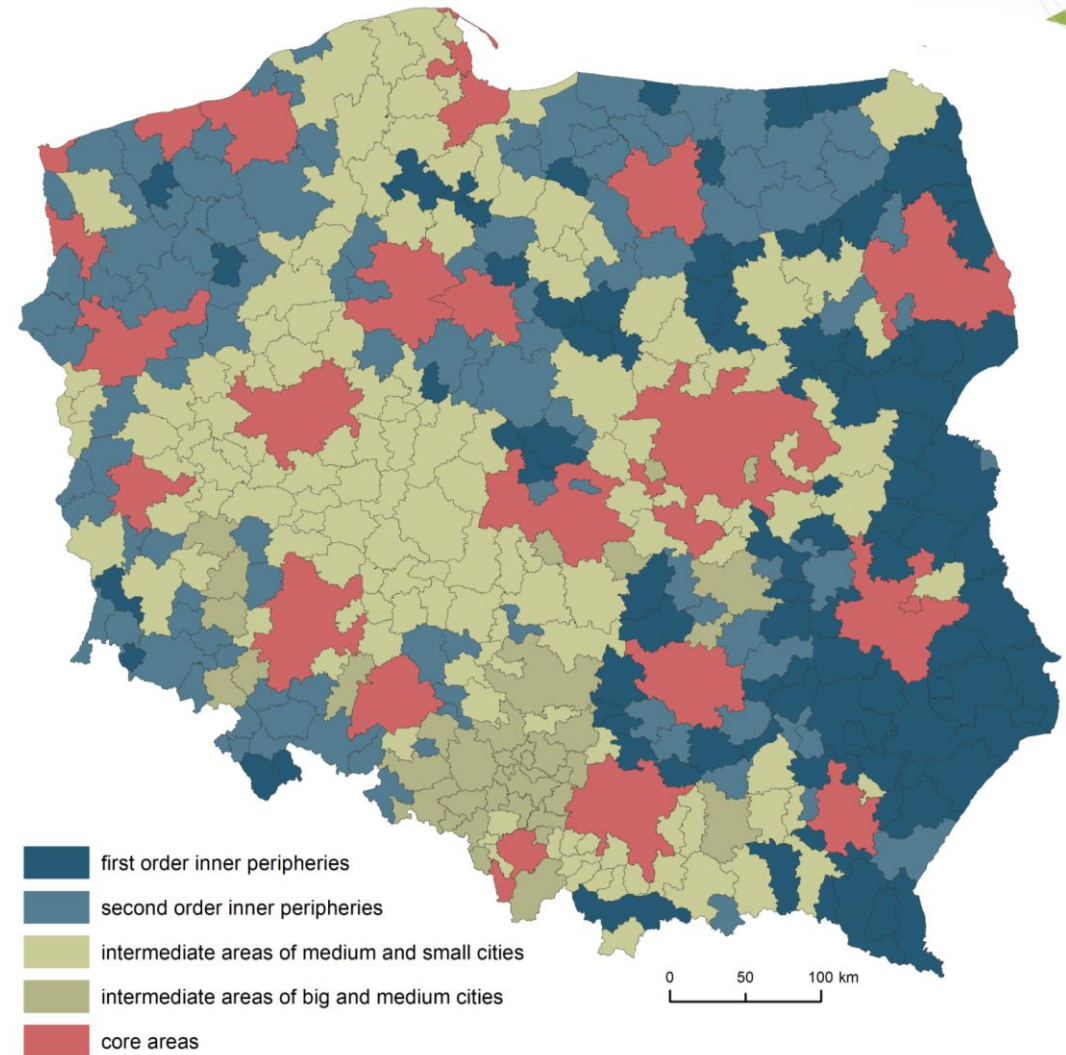 first order inner peripheries
second order inner peripheries
intermediate areas of medium and small cities
intermediate areas of big and medium cities
core areas
0 50 100 km